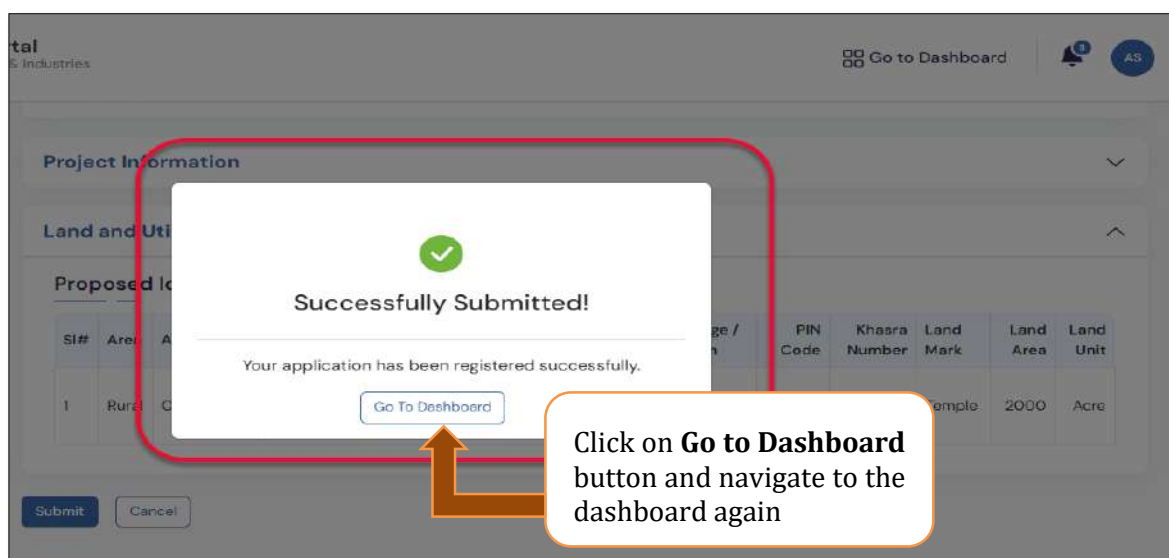 tal
& Industries
Go to Dashboard
AS
Project Information
Land and Uti
Proposed lo
Sl# Area A ge / PIN Code Khasra Number Land Mark Land Area Land Unit
1 Rural Temple 2000 Acre
Successfully Submitted!
Your application has been registered successfully.
Go To Dashboard
Click on Go to Dashboard
button and navigate to the
dashboard again
Submit Cancel